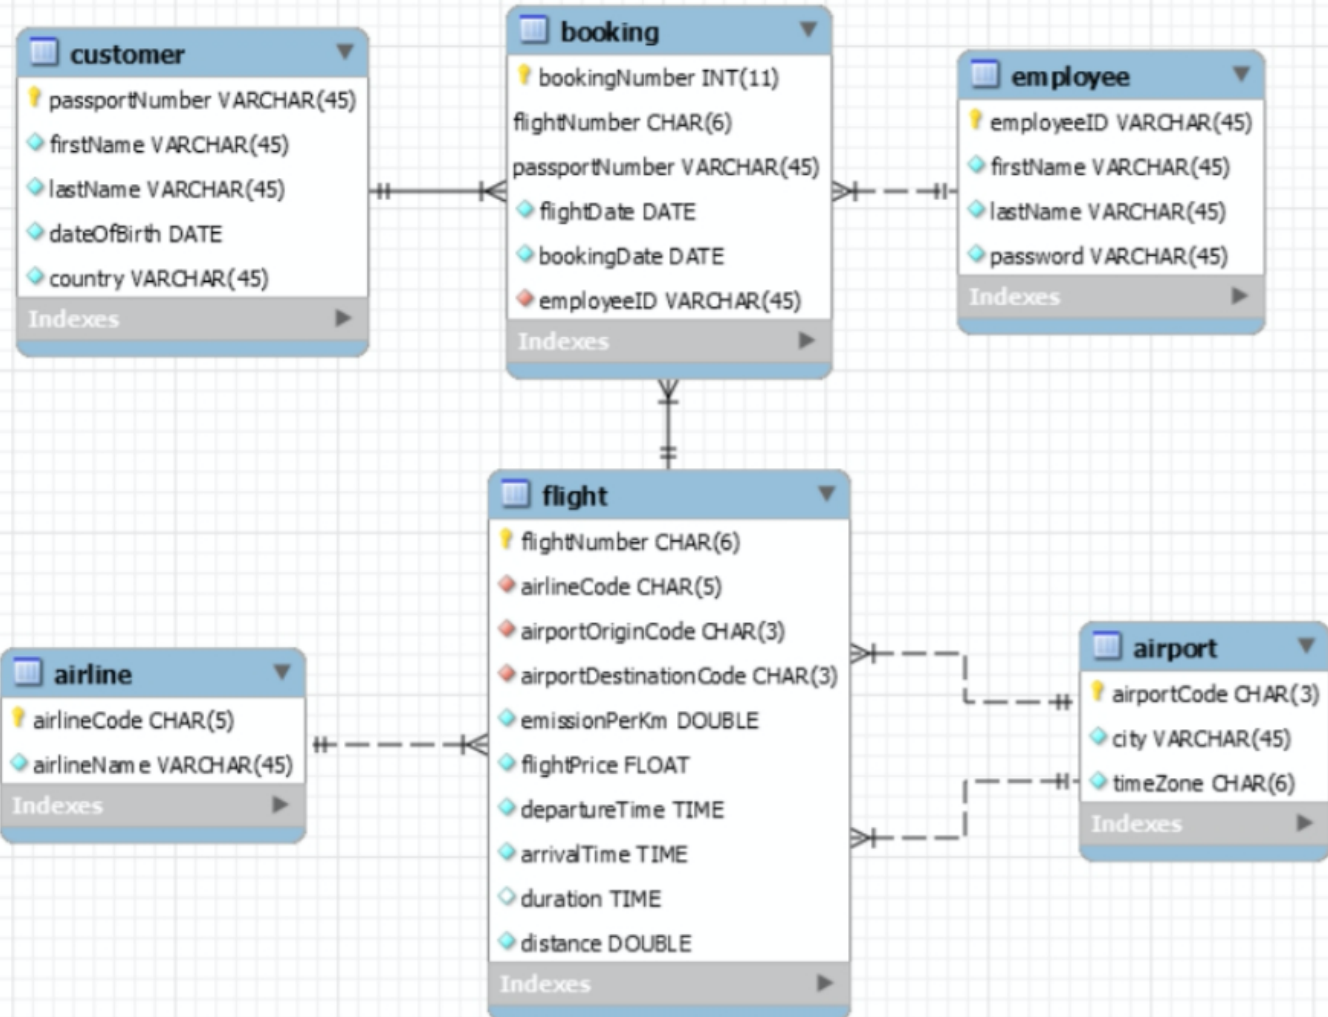 customer
passportNumber VARCHAR(45)
firstName VARCHAR(45)
lastName VARCHAR(45)
dateOfBirth DATE
country VARCHAR(45)
Indexes
booking
bookingNumber INT(11)
flightNumber CHAR(6)
passportNumber VARCHAR(45)
flightDate DATE
bookingDate DATE
employeeID VARCHAR(45)
Indexes
employee
employeeID VARCHAR(45)
firstName VARCHAR(45)
lastName VARCHAR(45)
password VARCHAR(45)
Indexes
flight
flightNumber CHAR(6)
airlineCode CHAR(5)
airportOriginCode CHAR(3)
airportDestinationCode CHAR(3)
emissionPerKm DOUBLE
flightPrice FLOAT
departureTime TIME
arrivalTime TIME
duration TIME
distance DOUBLE
Indexes
airline
airlineCode CHAR(5)
airlineName VARCHAR(45)
Indexes
airport
airportCode CHAR(3)
city VARCHAR(45)
timeZone CHAR(6)
Indexes